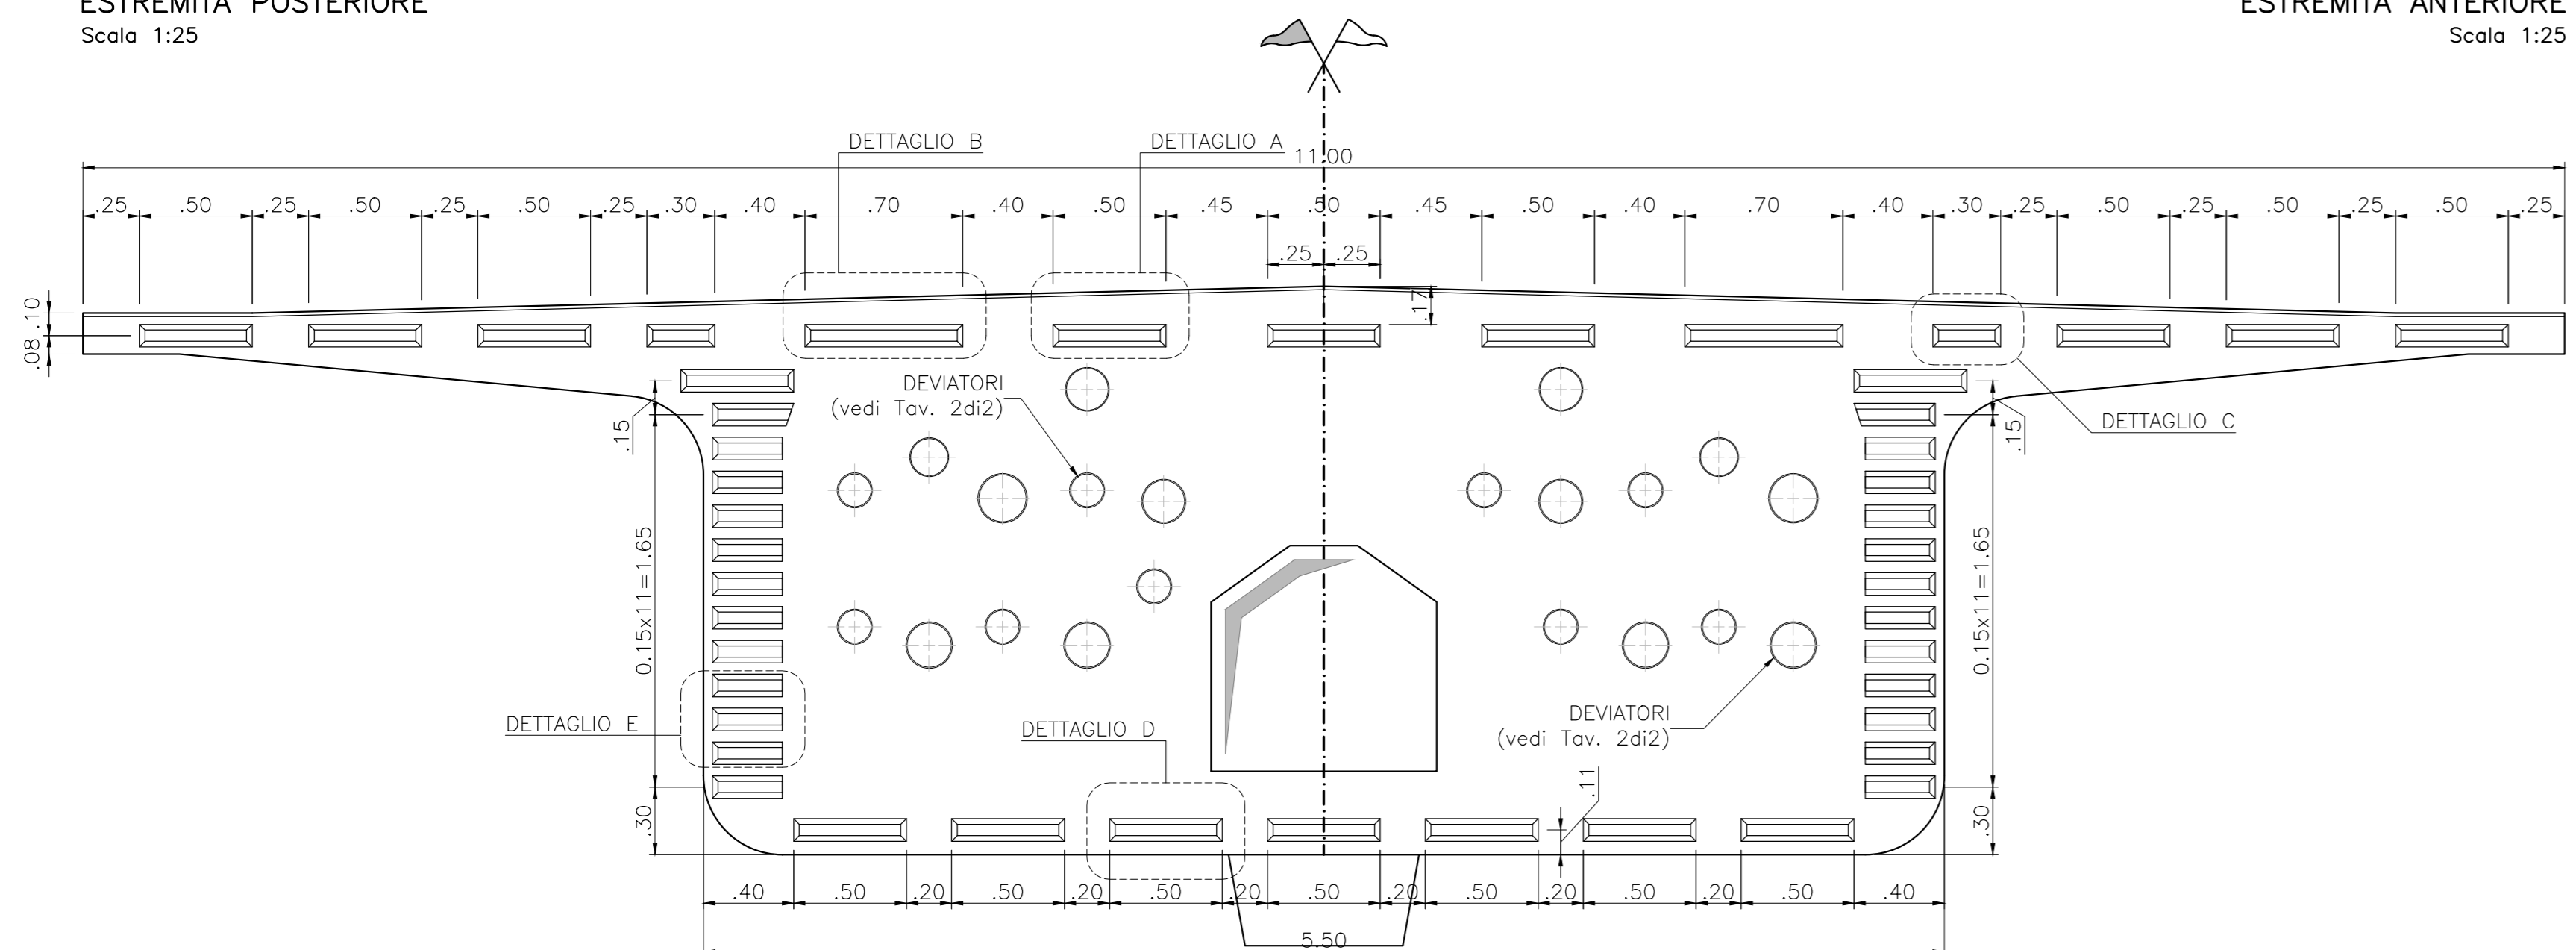 ESTREMITA' POSTERIORE
ESTREMITA' ANTERIORE
Scala 1:25
Scala 1:25
DETTAGLIO B
DETTAGLIO A
11.00
.25 .50 .25 .50 .25 .50 .25 .30 .40 .70 .40 .50 .45 .50 .45 .50 .40 .70 .40 .30 .25 .50 .25 .50 .25 .50 .25
.25 .25
.10
.08
.17
DEVIATORI
(vedi Tav. 2di2)
DETTAGLIO C
.15
.15
0.15x11=1.65
0.15x11=1.65
DETTAGLIO E
DETTAGLIO D
DEVIATORI
(vedi Tav. 2di2)
.11
.30
.30
.40 .50 .20 .50 .20 .50 .20 .50 .20 .50 .20 .50 .20 .50 .40
5.50